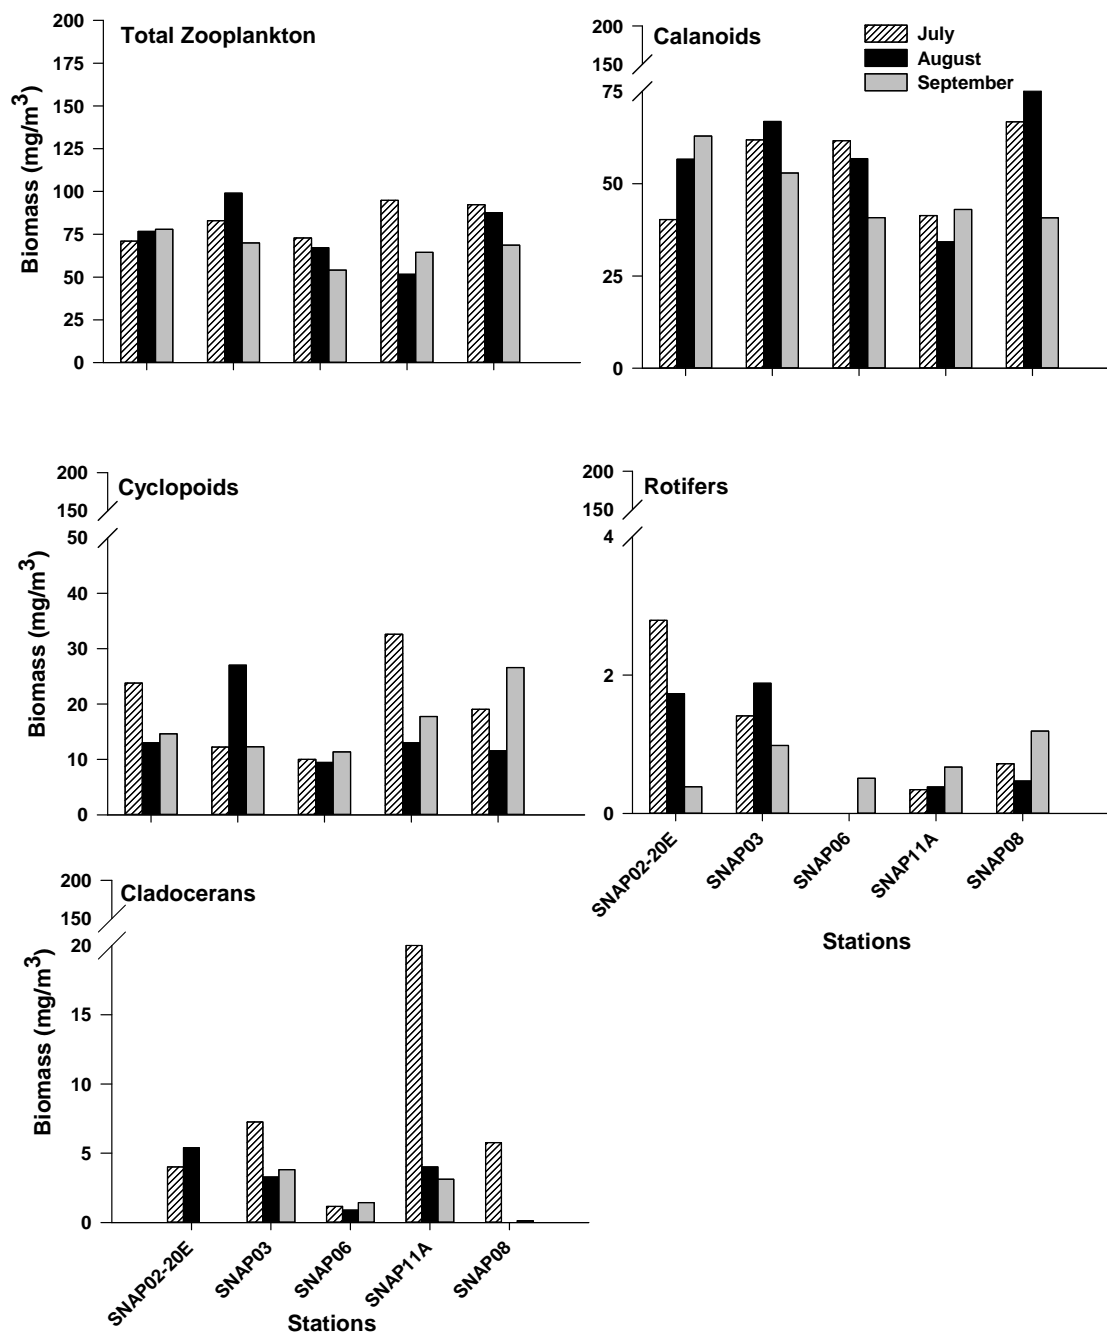 Total Zooplankton
Biomass (mg/m3)
200
175
150
125
100
75
50
25
0
Calanoids
200
150
75
50
25
0
July
August
September
Cyclopoids
Biomass (mg/m3)
200
150
50
40
30
20
10
0
Rotifers
200
150
4
2
0
SNAP02-20E
SNAP03
SNAP06
SNAP11A
SNAP08
Stations
Cladocerans
Biomass (mg/m3)
200
150
20
15
10
5
0
SNAP02-20E
SNAP03
SNAP06
SNAP11A
SNAP08
Stations